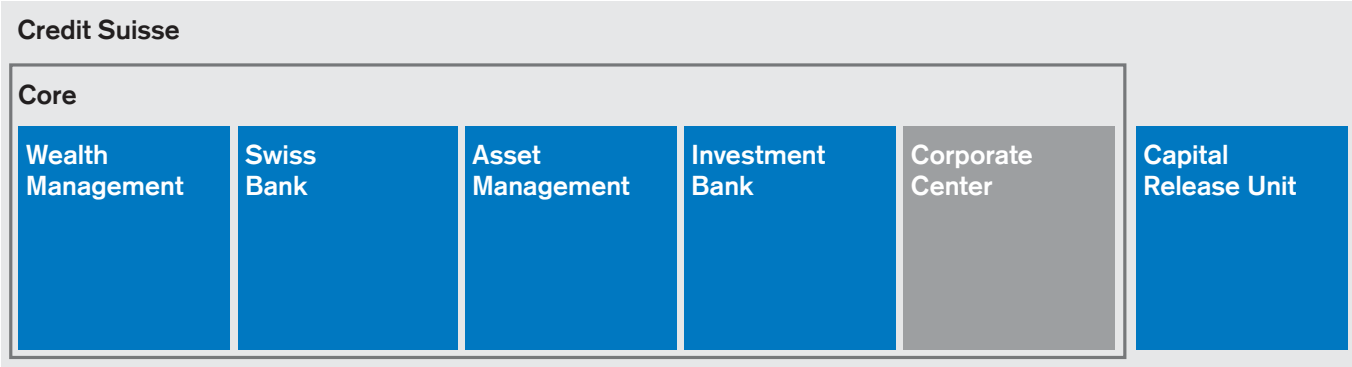 Credit Suisse
Core
Wealth
Management
Swiss
Bank
Asset
Management
Investment
Bank
Corporate
Center
Capital
Release Unit